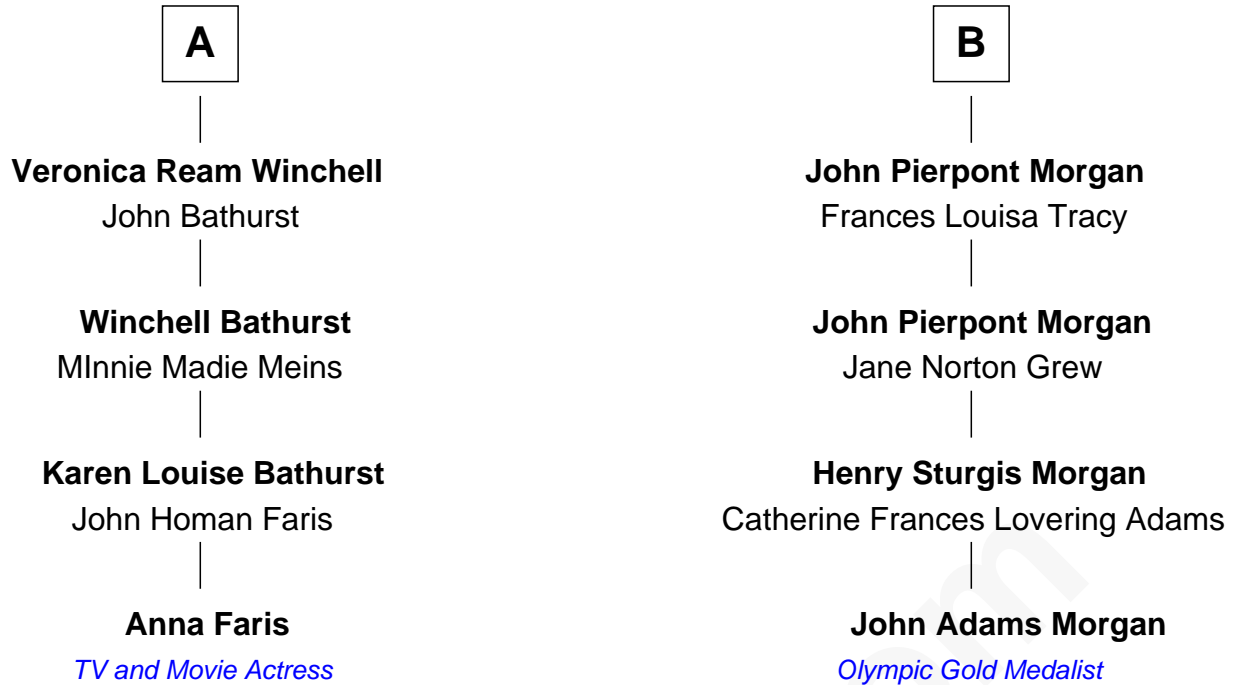 A
Veronica Ream Winchell
John Bathurst
Winchell Bathurst
MInnie Madie Meins
Karen Louise Bathurst
John Homan Faris
Anna Faris
TV and Movie Actress
B
John Pierpont Morgan
Frances Louisa Tracy
John Pierpont Morgan
Jane Norton Grew
Henry Sturgis Morgan
Catherine Frances Lovering Adams
John Adams Morgan
Olympic Gold Medalist